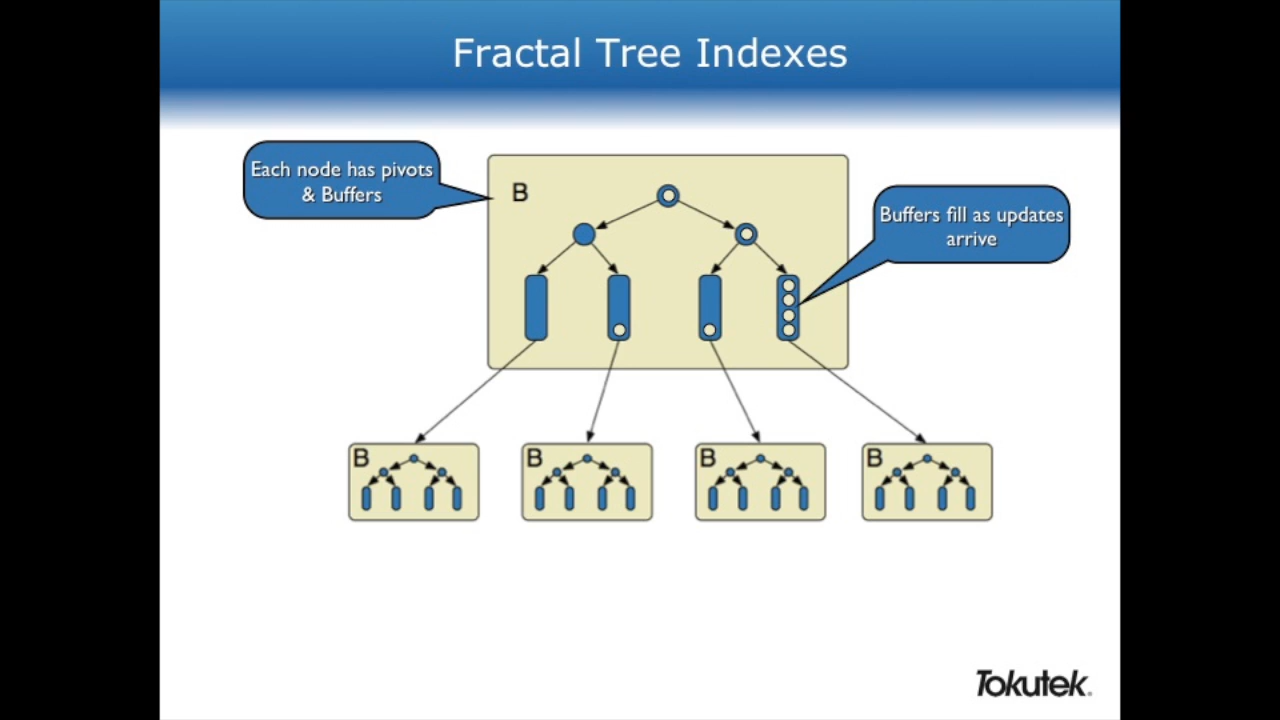 Fractal Tree Indexes
Each node has pivots
& Buffers
B
Buffers fill as updates
arrive
B
B
B
B
Tokutek®